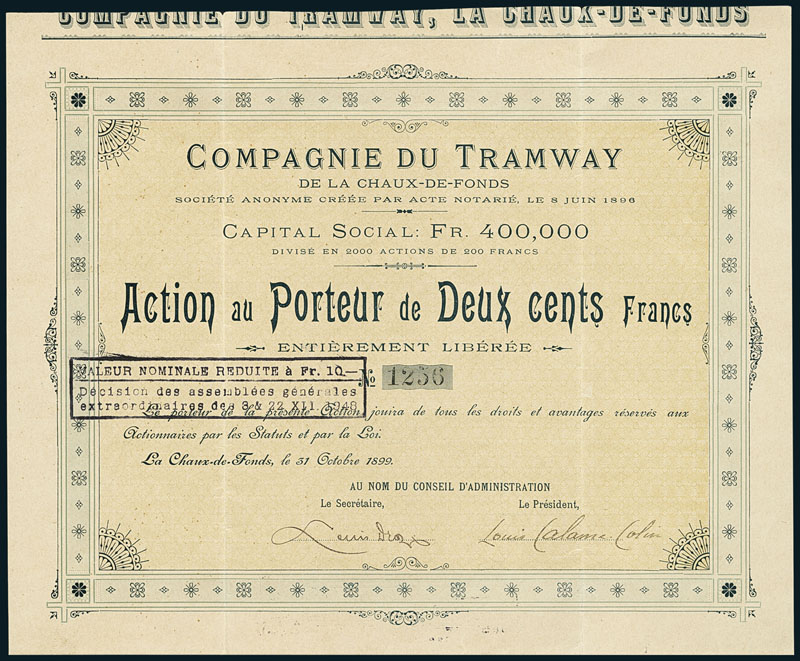 COMPAGNIE DU TRAMWAY, LA CHAUX-DE-FONDS
COMPAGNIE DU TRAMWAY
DE LA CHAUX-DE-FONDS
SOCIÉTÉ ANONYME CRÉÉE PAR ACTE NOTARIÉ, LE 8 JUIN 1896
CAPITAL SOCIAL: FR. 400,000
DIVISÉ EN 2000 ACTIONS DE 200 FRANCS
Action au Porteur de Deux cents Francs
ENTIÈREMENT LIBÉRÉE
VALEUR NOMINALE REDUITE à Fr. 10.—
Décision des assemblées générales
extraordinaires des 3 & 22 XII 1948
No 1256
Le porteur de la présente Action jouira de tous les droits et avantages réservés aux
Actionnaires par les Statuts et par la Loi.
La Chaux-de-Fonds, le 31 Octobre 1899.
AU NOM DU CONSEIL D'ADMINISTRATION
Le Secrétaire, Le Président,
Louis Calame-Colin